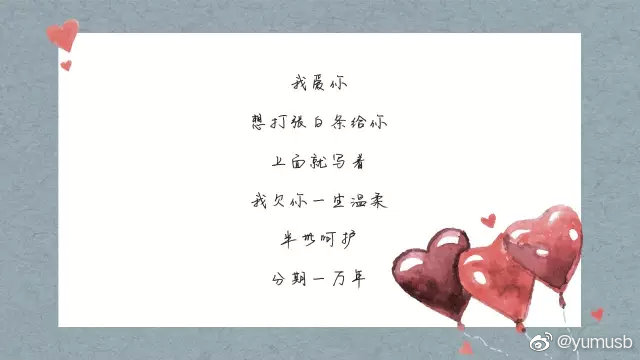 我爱你
想打张白条给你
上面就写着
我欠你一生温柔
半世呵护
分期一万年
@yumusb